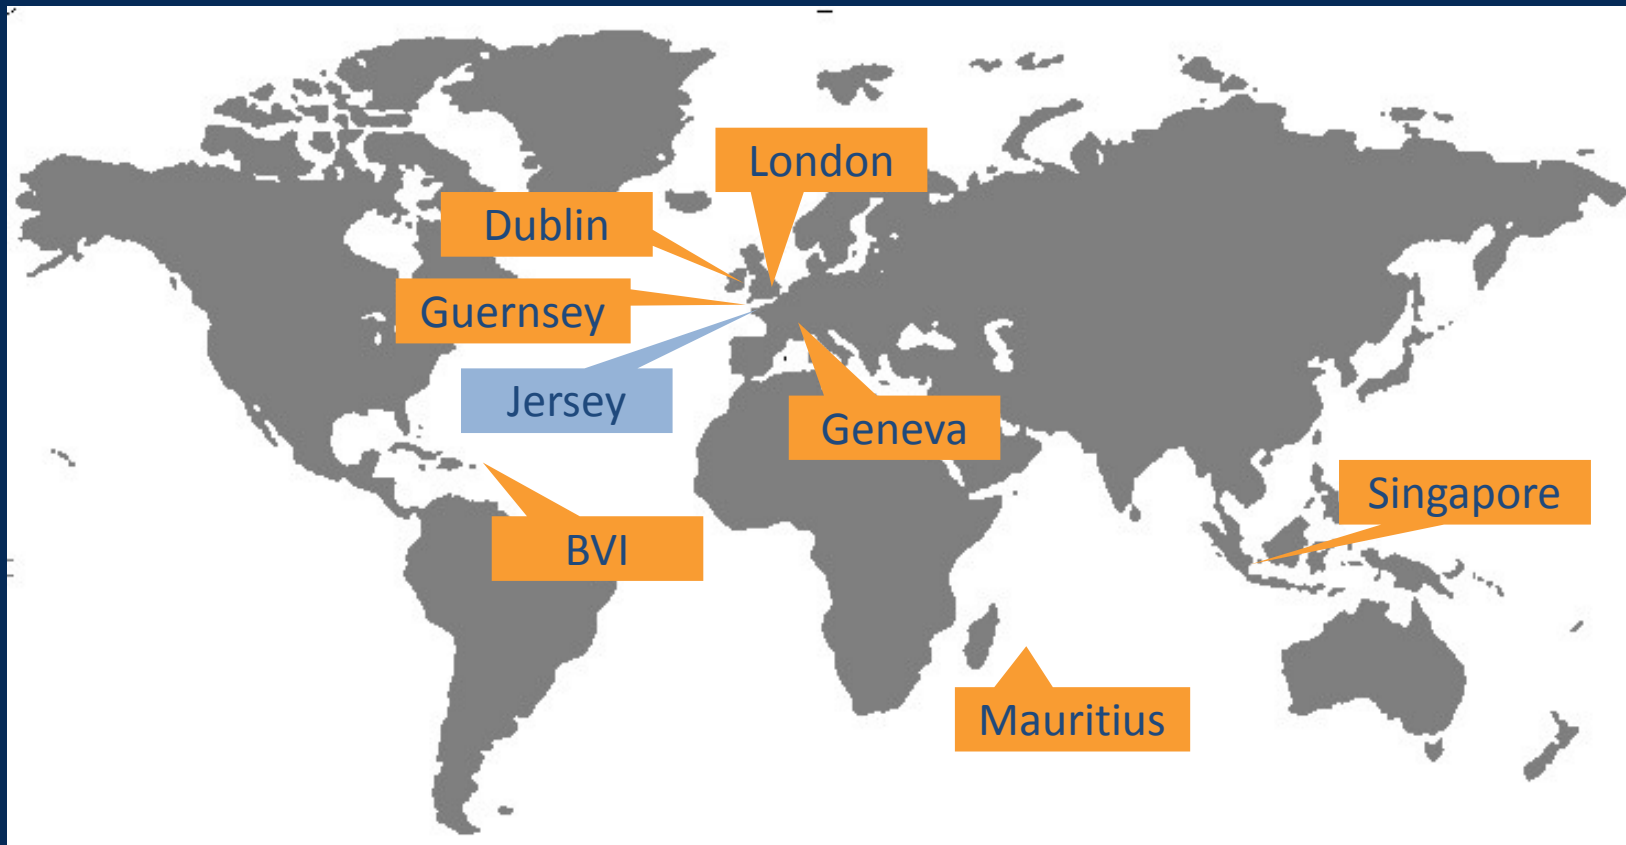 London
Dublin
Guernsey
Jersey
Geneva
Singapore
BVI
Mauritius